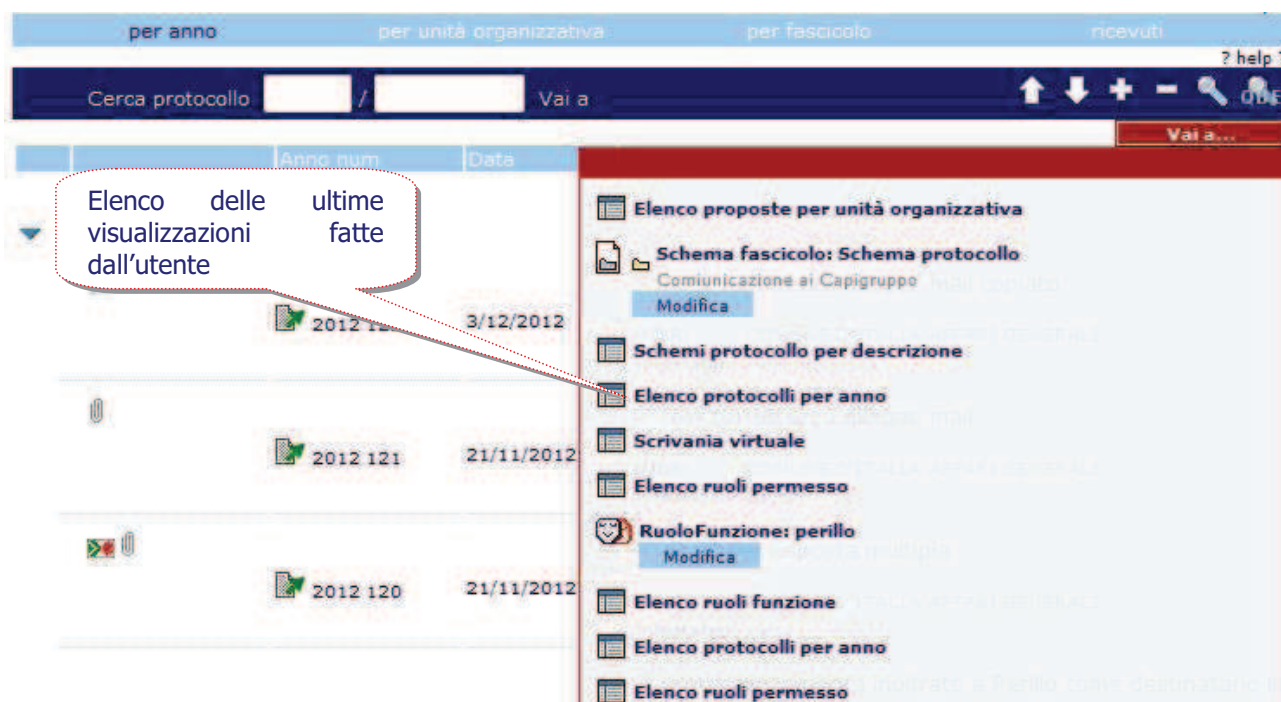 per anno per unità organizzativa per fascicolo ricevuti
? help
Cerca protocollo / Vai a
Vai a...
Anno num Data
Elenco delle ultime
visualizzazioni fatte
dall'utente
2012 12
3/12/2012
2012 121 21/11/2012
2012 120 21/11/2012
Elenco proposte per unità organizzativa
Schema fascicolo: Schema protocollo
Comiunicazione ai Capigruppo
Modifica
Schemi protocollo per descrizione
Elenco protocolli per anno
Scrivania virtuale
Elenco ruoli permesso
RuoloFunzione: perillo
Modifica
Elenco ruoli funzione
Elenco protocolli per anno
Elenco ruoli permesso